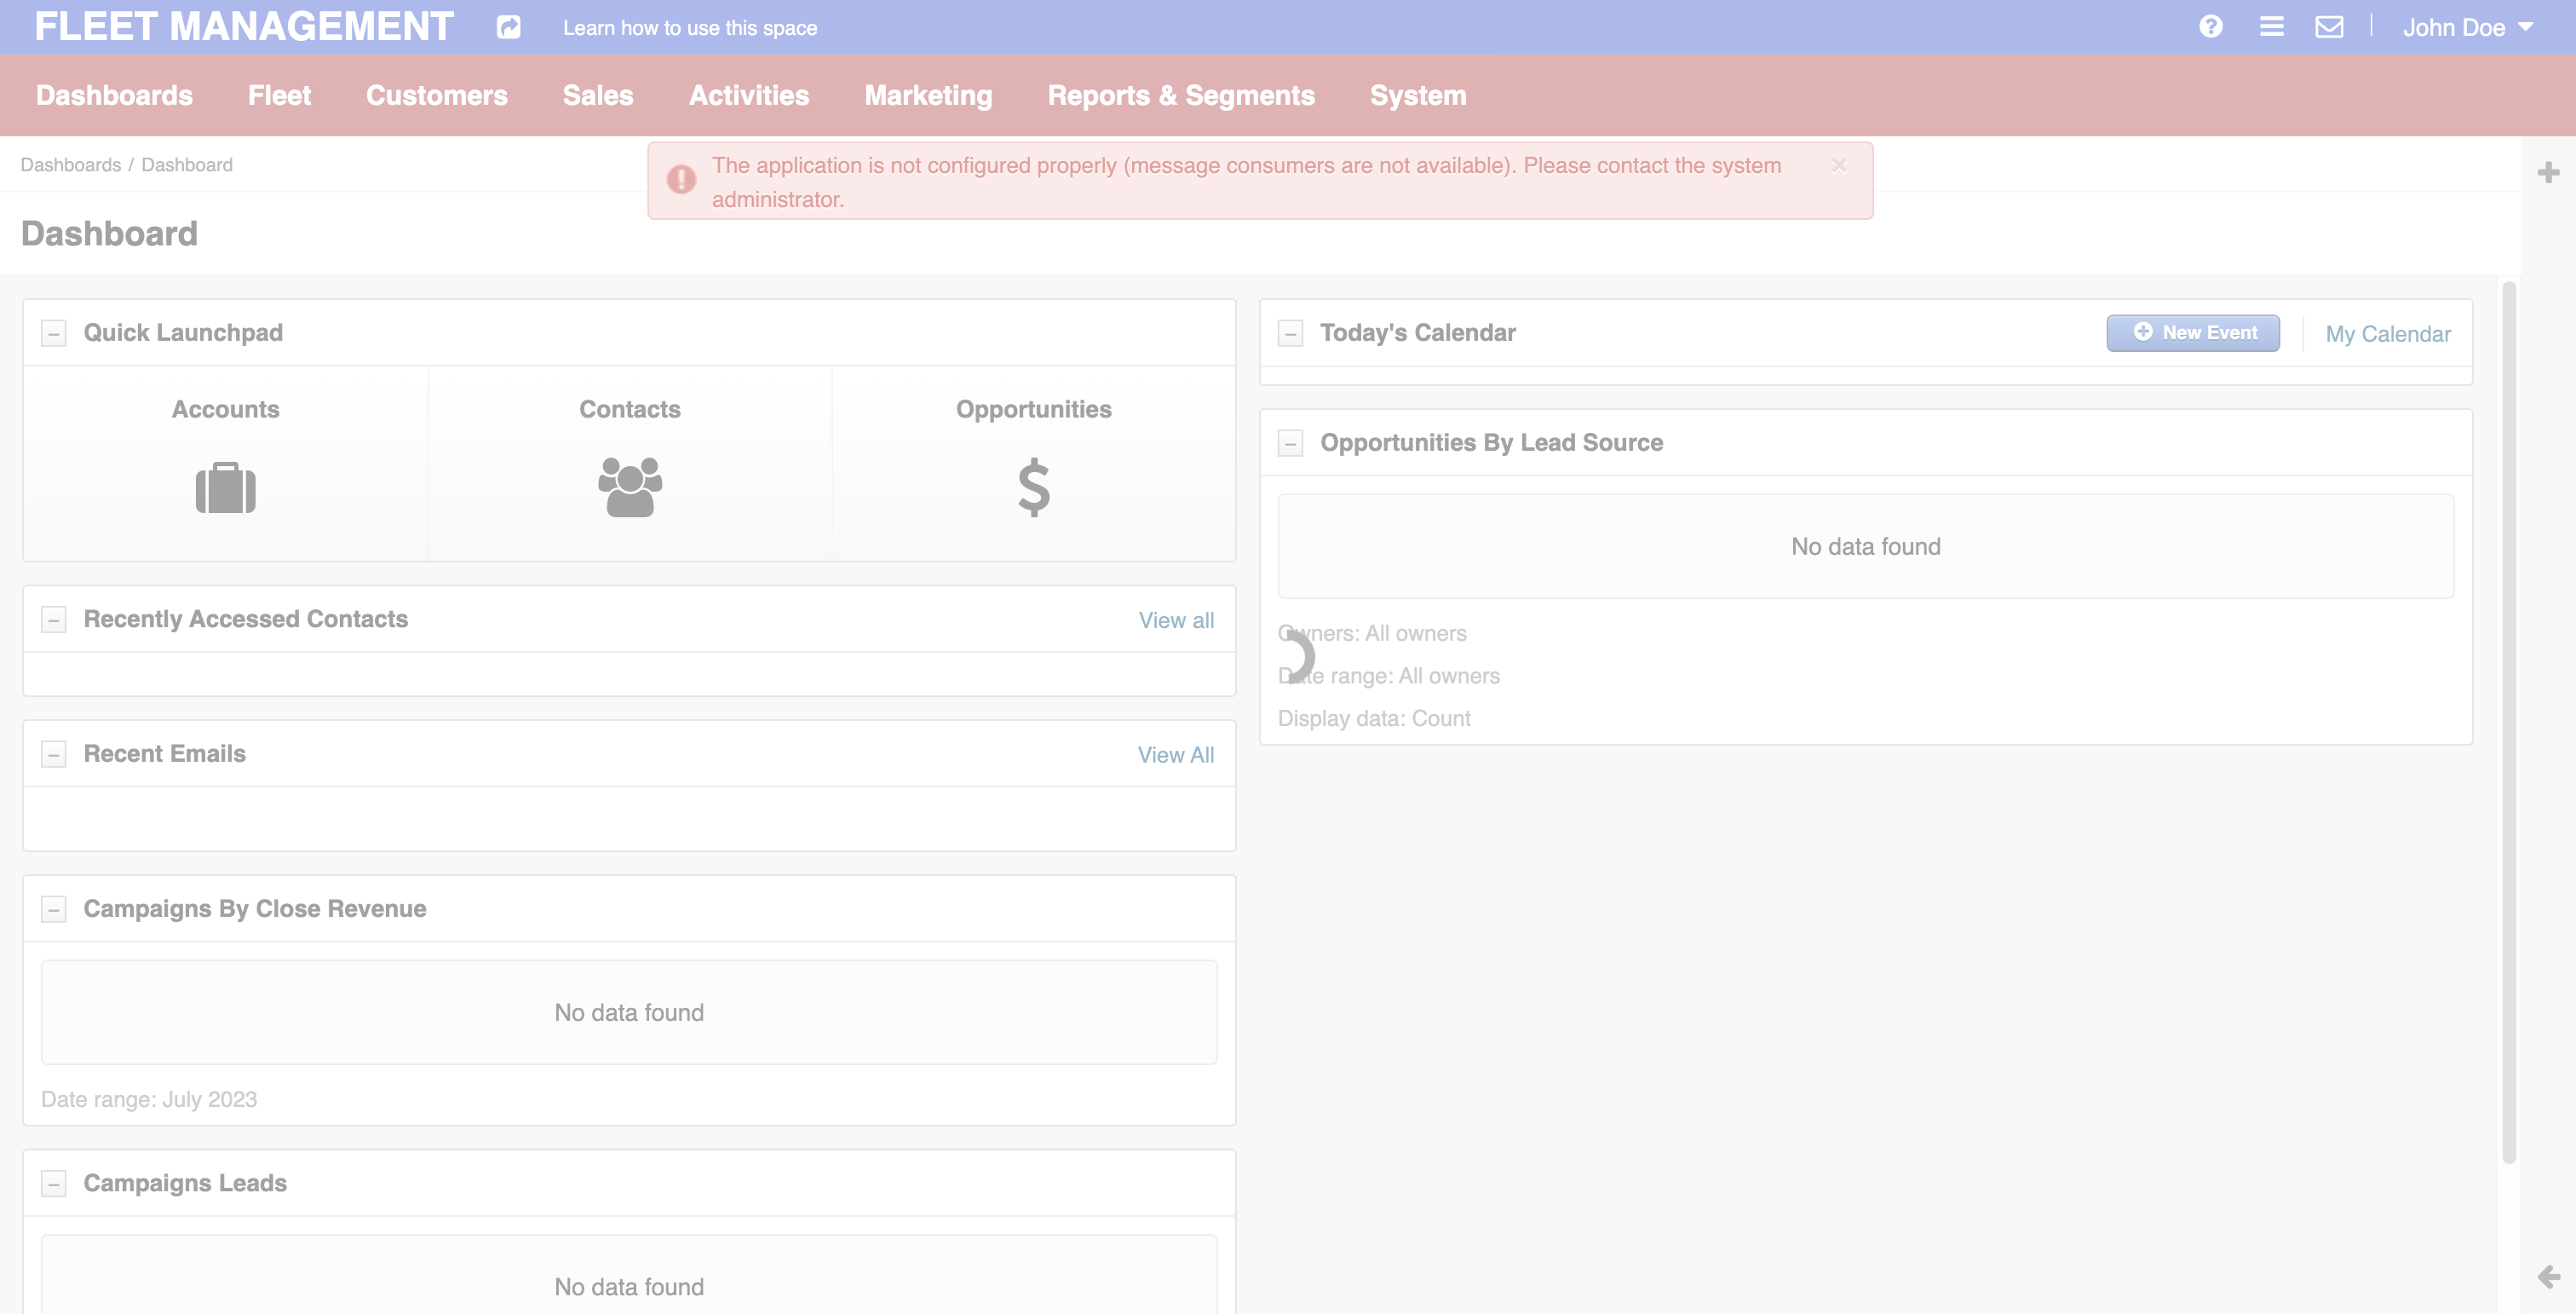 FLEET MANAGEMENT
Learn how to use this space
John Doe
Dashboards Fleet Customers Sales Activities Marketing Reports & Segments System
Dashboards / Dashboard
The application is not configured properly (message consumers are not available). Please contact the system
administrator.
Dashboard
Quick Launchpad
Accounts Contacts Opportunities
Recently Accessed Contacts View all
Recent Emails View All
Campaigns By Close Revenue
No data found
Date range: July 2023
Campaigns Leads
No data found
Today's Calendar New Event My Calendar
Opportunities By Lead Source
No data found
Owners: All owners
Date range: All owners
Display data: Count